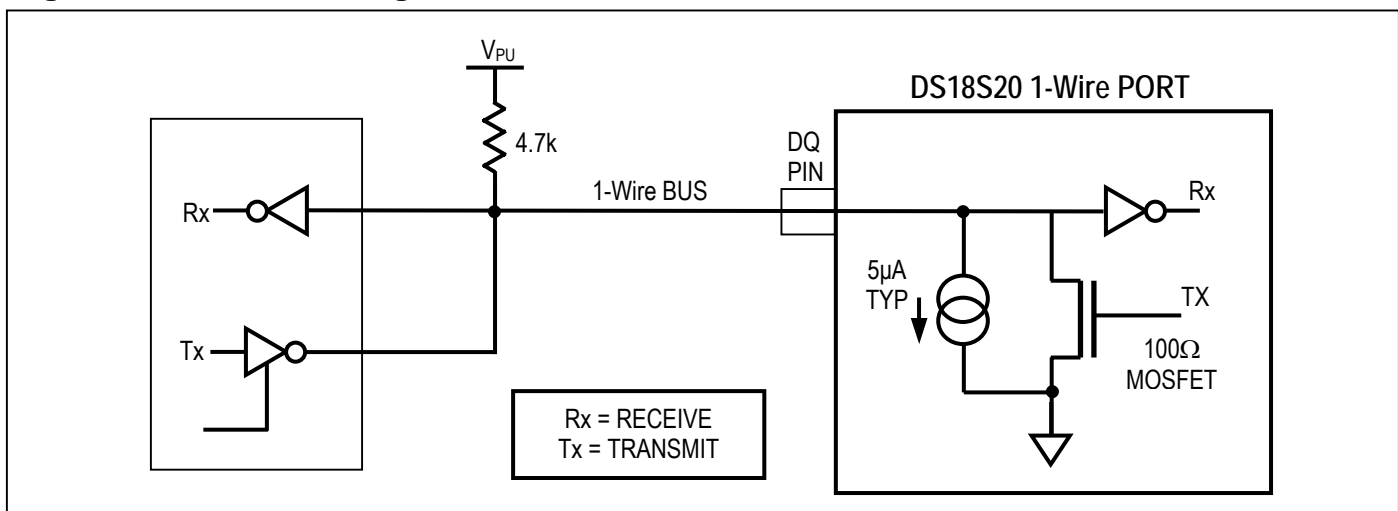 V_PU
4.7k
DS18S20 1-Wire PORT
DQ
PIN
1-Wire BUS
Rx
Rx
5µA
TYP
Tx
TX
100Ω
MOSFET
Rx = RECEIVE
Tx = TRANSMIT